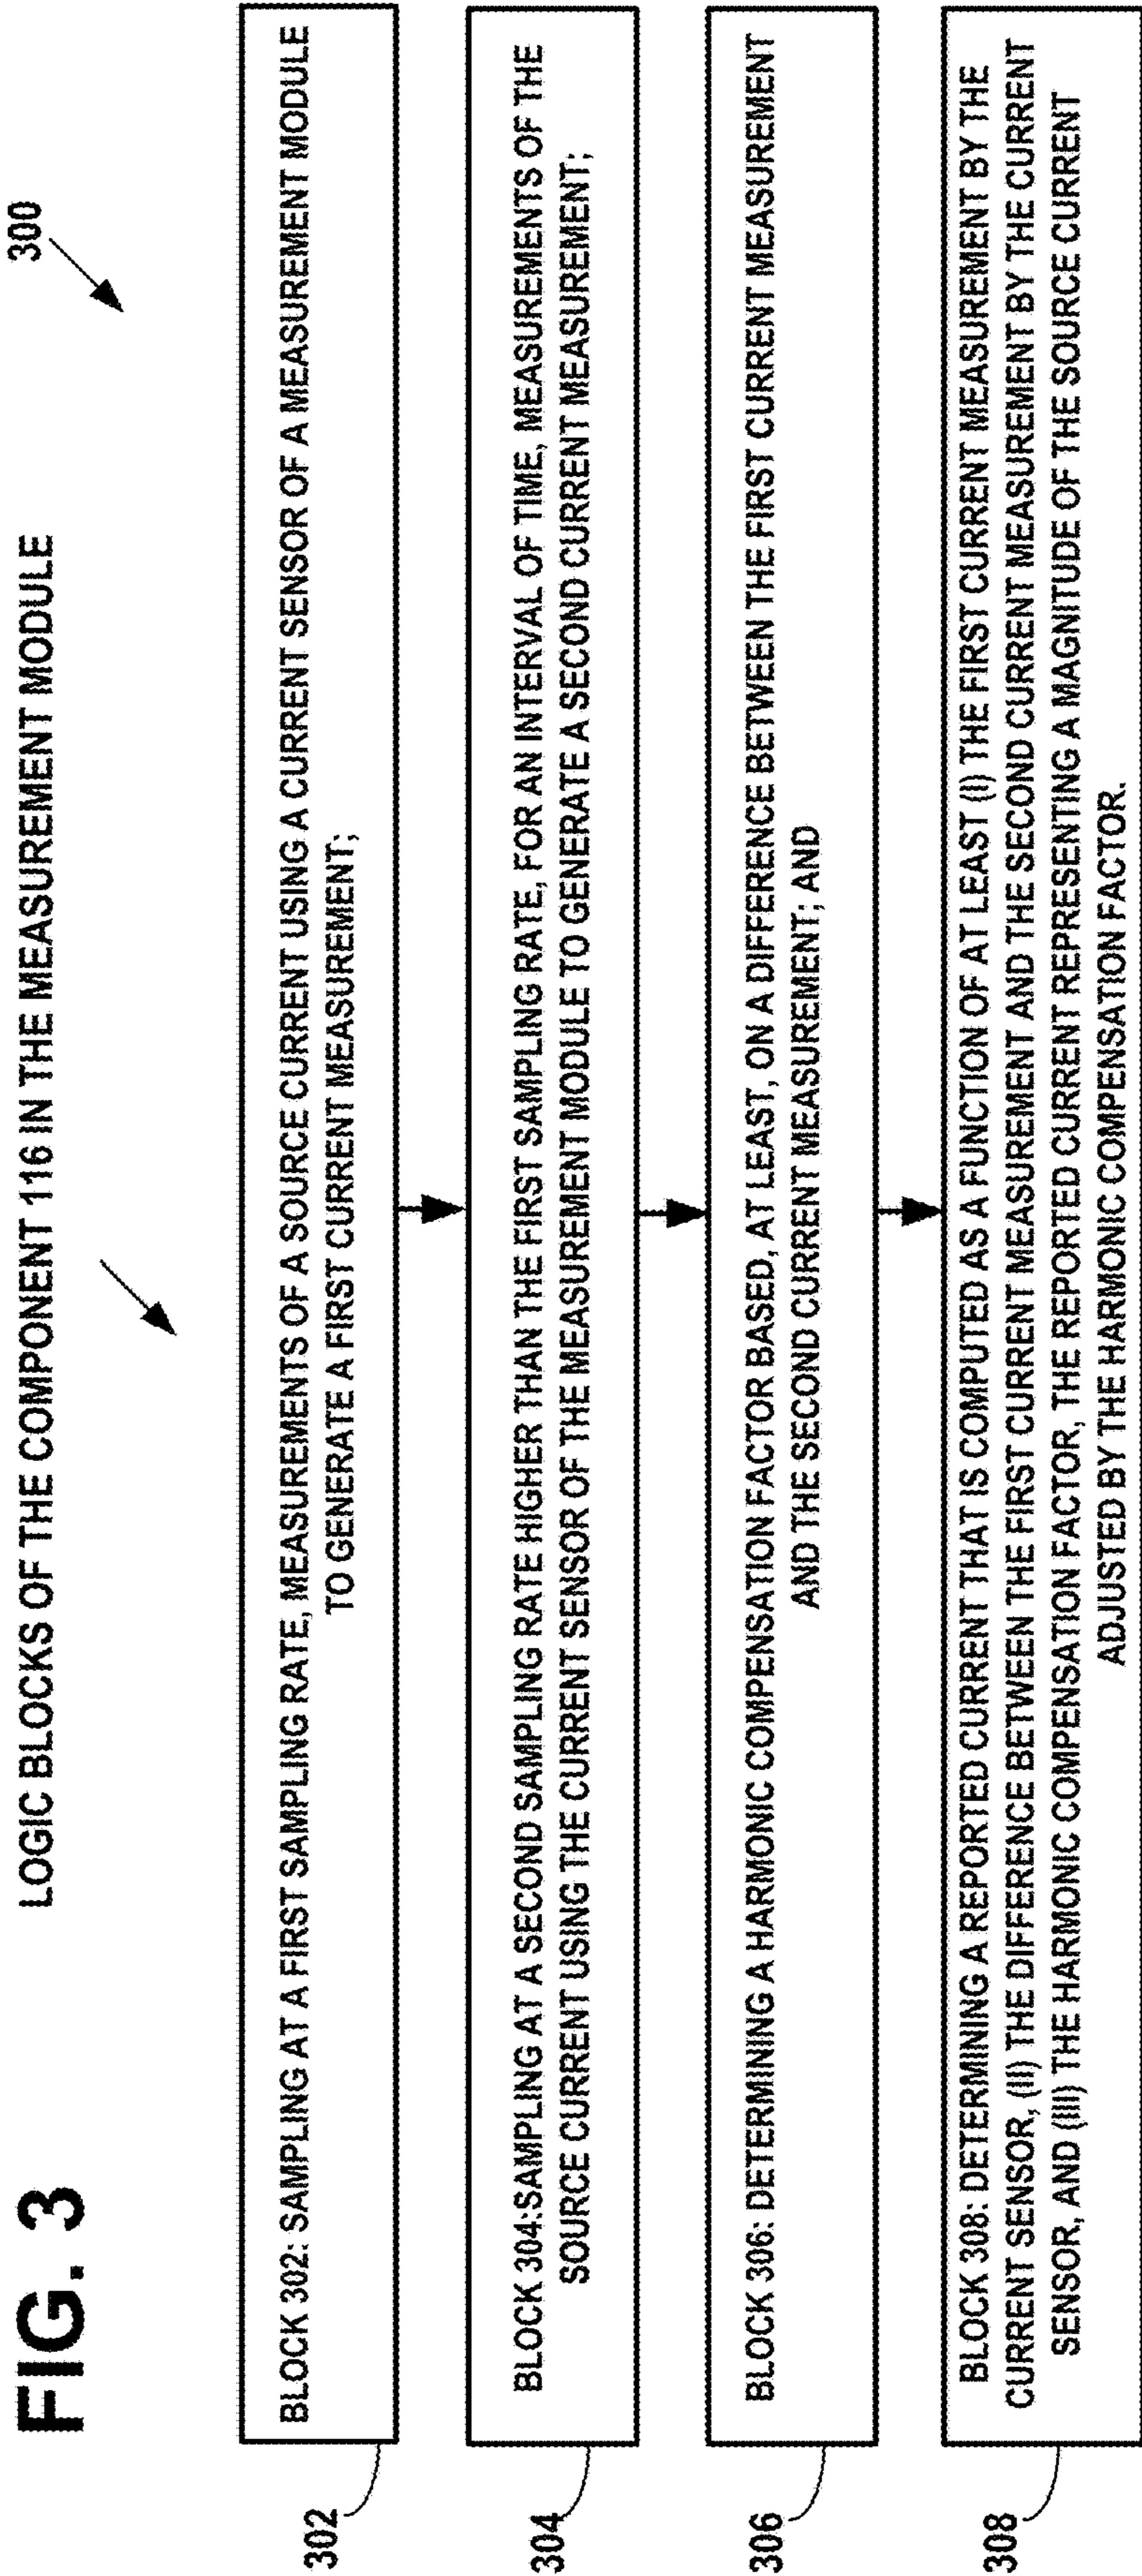 FIG. 3
LOGIC BLOCKS OF THE COMPONENT 116 IN THE MEASUREMENT MODULE
300
302
BLOCK 302: SAMPLING AT A FIRST SAMPLING RATE, MEASUREMENTS OF A SOURCE CURRENT USING A CURRENT SENSOR OF A MEASUREMENT MODULE
TO GENERATE A FIRST CURRENT MEASUREMENT;
304
BLOCK 304:SAMPLING AT A SECOND SAMPLING RATE HIGHER THAN THE FIRST SAMPLING RATE, FOR AN INTERVAL OF TIME, MEASUREMENTS OF THE
SOURCE CURRENT USING THE CURRENT SENSOR OF THE MEASUREMENT MODULE TO GENERATE A SECOND CURRENT MEASUREMENT;
306
BLOCK 306: DETERMINING A HARMONIC COMPENSATION FACTOR BASED, AT LEAST, ON A DIFFERENCE BETWEEN THE FIRST CURRENT MEASUREMENT
AND THE SECOND CURRENT MEASUREMENT; AND
308
BLOCK 308: DETERMINING A REPORTED CURRENT THAT IS COMPUTED AS A FUNCTION OF AT LEAST (I) THE FIRST CURRENT MEASUREMENT BY THE
CURRENT SENSOR, (II) THE DIFFERENCE BETWEEN THE FIRST CURRENT MEASUREMENT AND THE SECOND CURRENT MEASUREMENT BY THE CURRENT
SENSOR, AND (III) THE HARMONIC COMPENSATION FACTOR, THE REPORTED CURRENT REPRESENTING A MAGNITUDE OF THE SOURCE CURRENT
ADJUSTED BY THE HARMONIC COMPENSATION FACTOR.